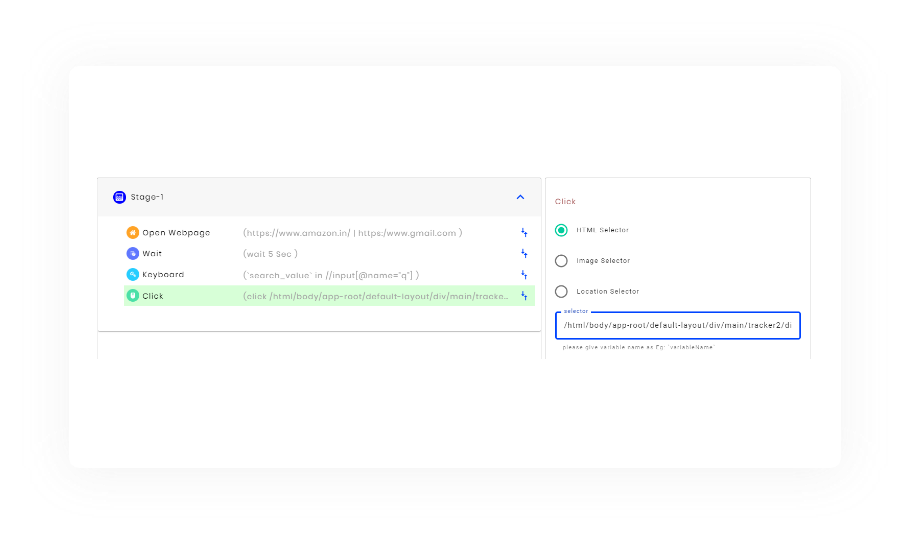 Stage-1
Open Webpage (https://www.amazon.in/ | https:/www.gmail.com )
Wait (wait 5 Sec )
Keyboard (`search_value` in //input[@name="q"] )
Click (click /html/body/app-root/default-layout/div/main/tracke...
Click
HTML Selector
Image Selector
Location Selector
selector
/html/body/app-root/default-layout/div/main/tracker2/di
please give variable name as Eg: `variableName`